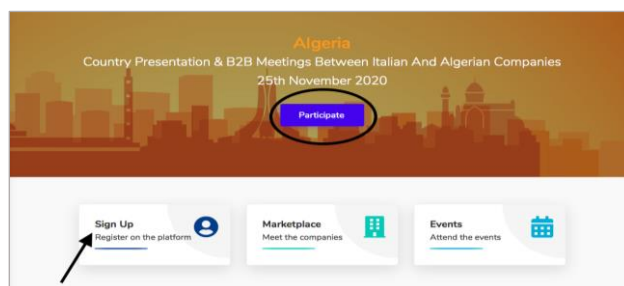 Algeria
Country Presentation & B2B Meetings Between Italian And Algerian Companies
25th November 2020
Participate
Sign Up
Register on the platform
Marketplace
Meet the companies
Events
Attend the events